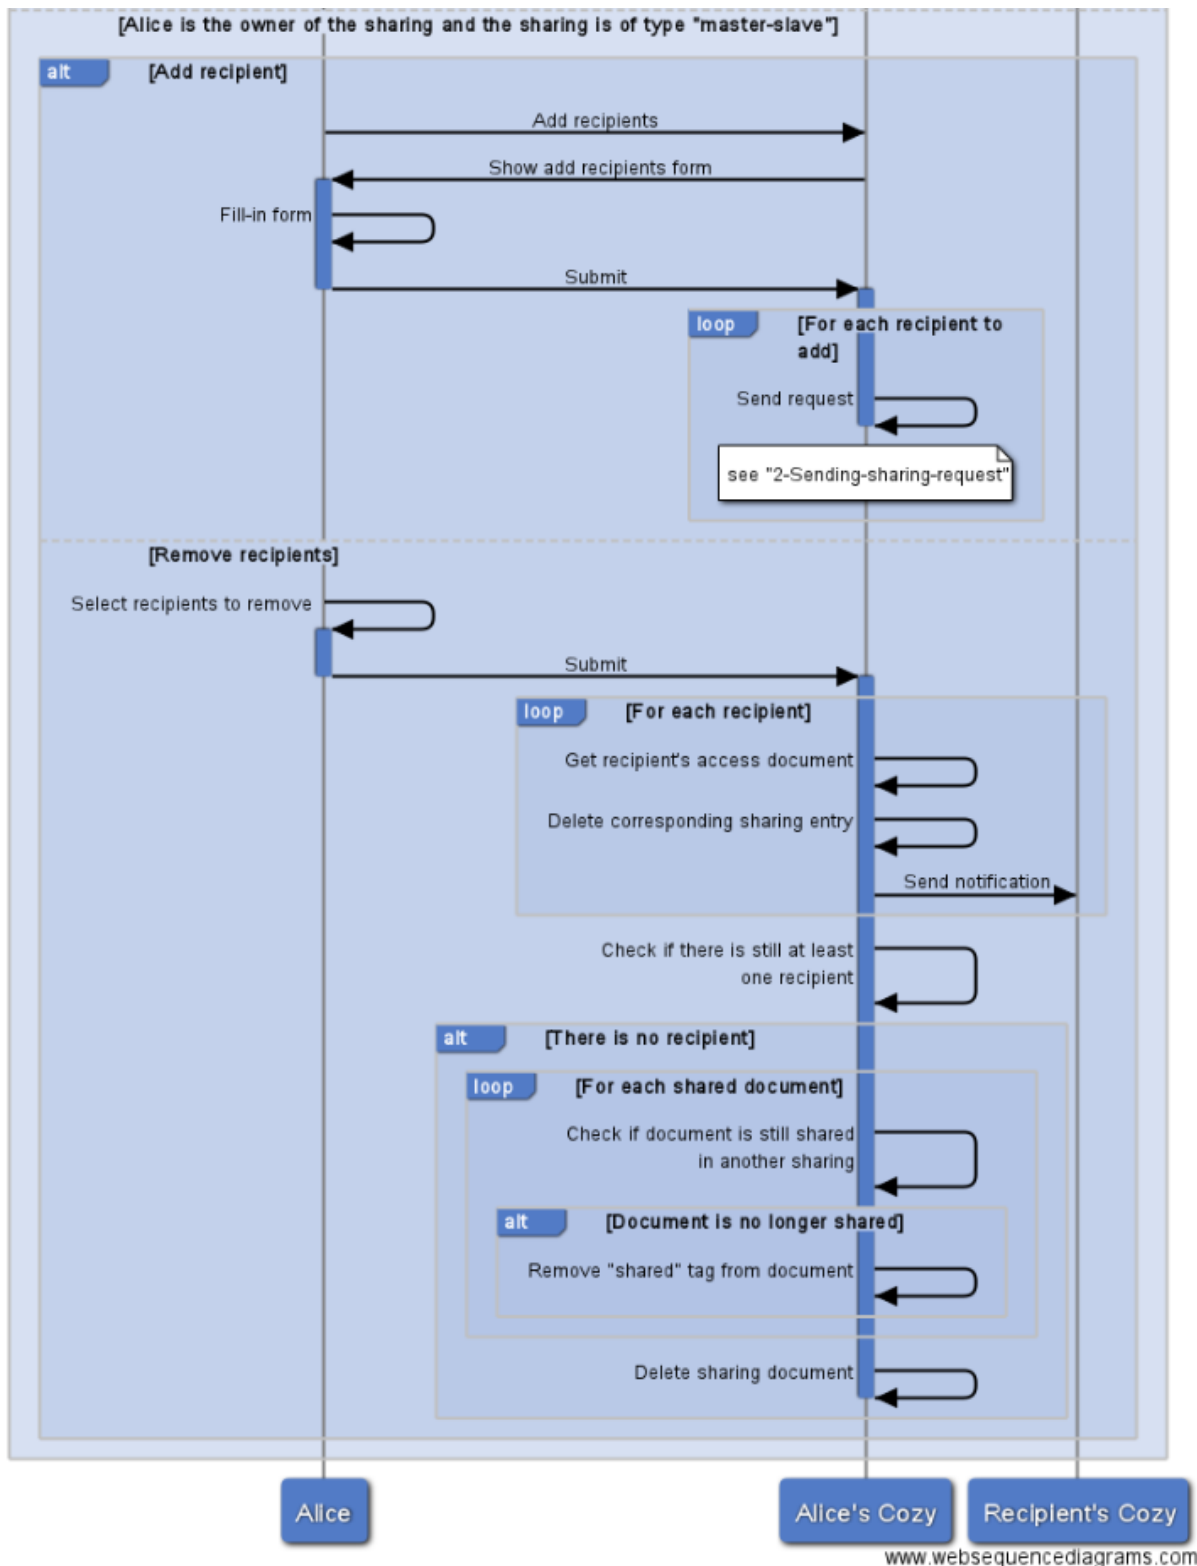 [Alice is the owner of the sharing and the sharing is of type "master-slave"]
alt [Add recipient]
Add recipients
Show add recipients form
Fill-in form
Submit
loop [For each recipient to
add]
Send request
see "2-Sending-sharing-request"
[Remove recipients]
Select recipients to remove
Submit
loop [For each recipient]
Get recipient's access document
Delete corresponding sharing entry
Send notification
Check if there is still at least
one recipient
alt [There is no recipient]
loop [For each shared document]
Check if document is still shared
in another sharing
alt [Document is no longer shared]
Remove "shared" tag from document
Delete sharing document
Alice Alice's Cozy Recipient's Cozy
www.websequencediagrams.com